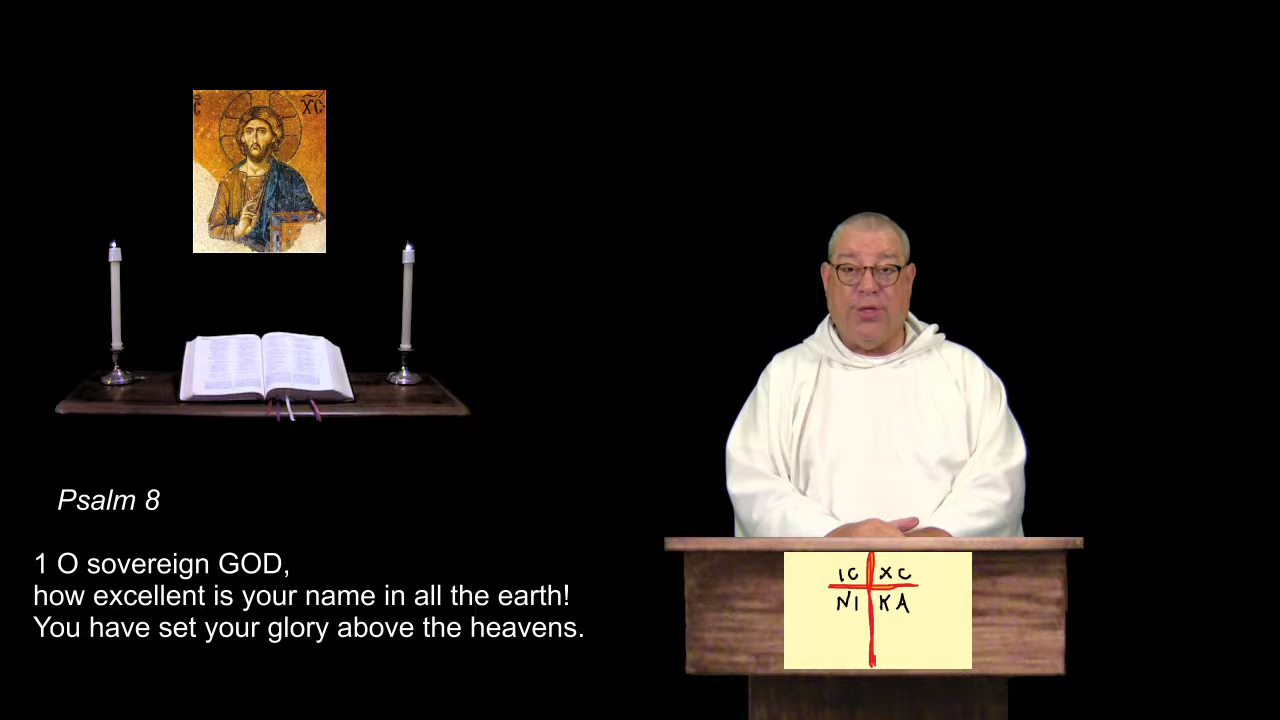 C XC
Psalm 8
1 O sovereign GOD,
how excellent is your name in all the earth!
You have set your glory above the heavens.
IC XC
NI KA